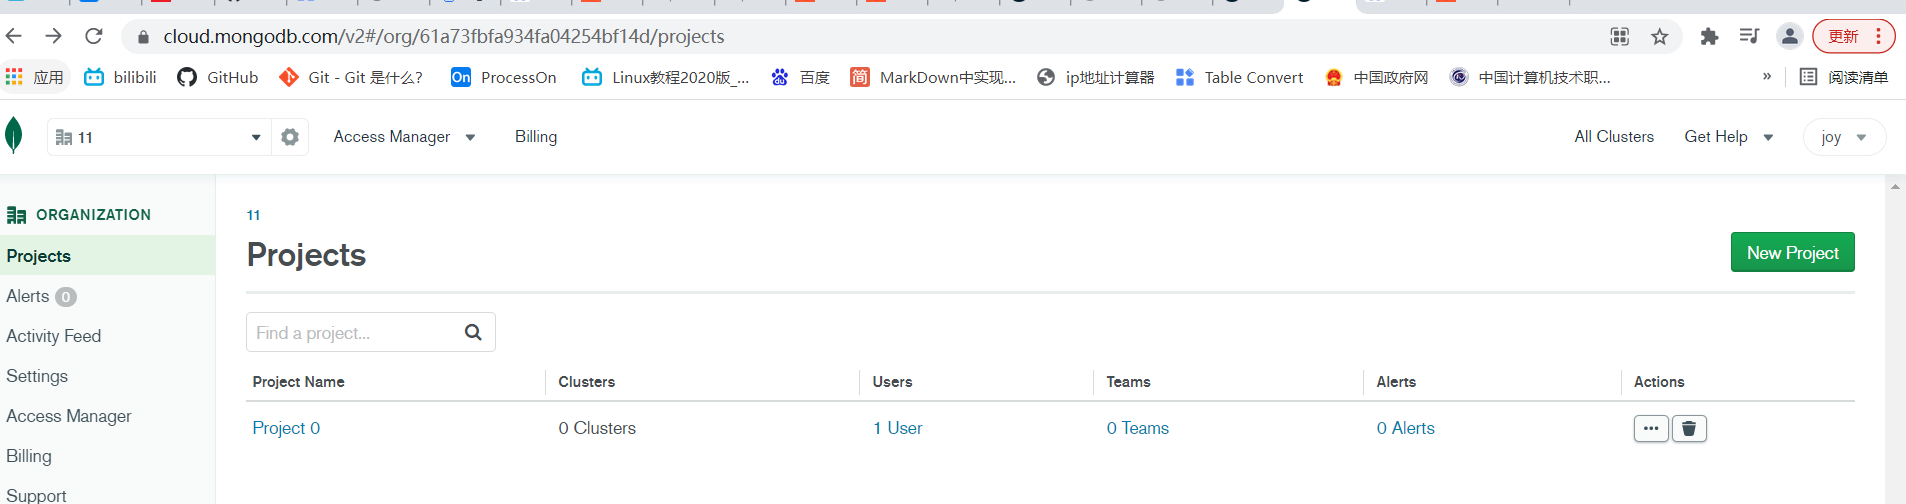 cloud.mongodb.com/v2#/org/61a73fbfa934fa04254bf14d/projects 更新
应用 bilibili GitHub Git - Git 是什么? On ProcessOn Linux教程2020版_... 百度 简 MarkDown中实现... ip地址计算器 Table Convert 中国政府网 中国计算机技术职... » 阅读清单
11 Access Manager Billing All Clusters Get Help joy
ORGANIZATION
Projects
Alerts 0
Activity Feed
Settings
Access Manager
Billing
Support
11
Projects
New Project
Find a project...
Project Name Clusters Users Teams Alerts Actions
Project 0 0 Clusters 1 User 0 Teams 0 Alerts